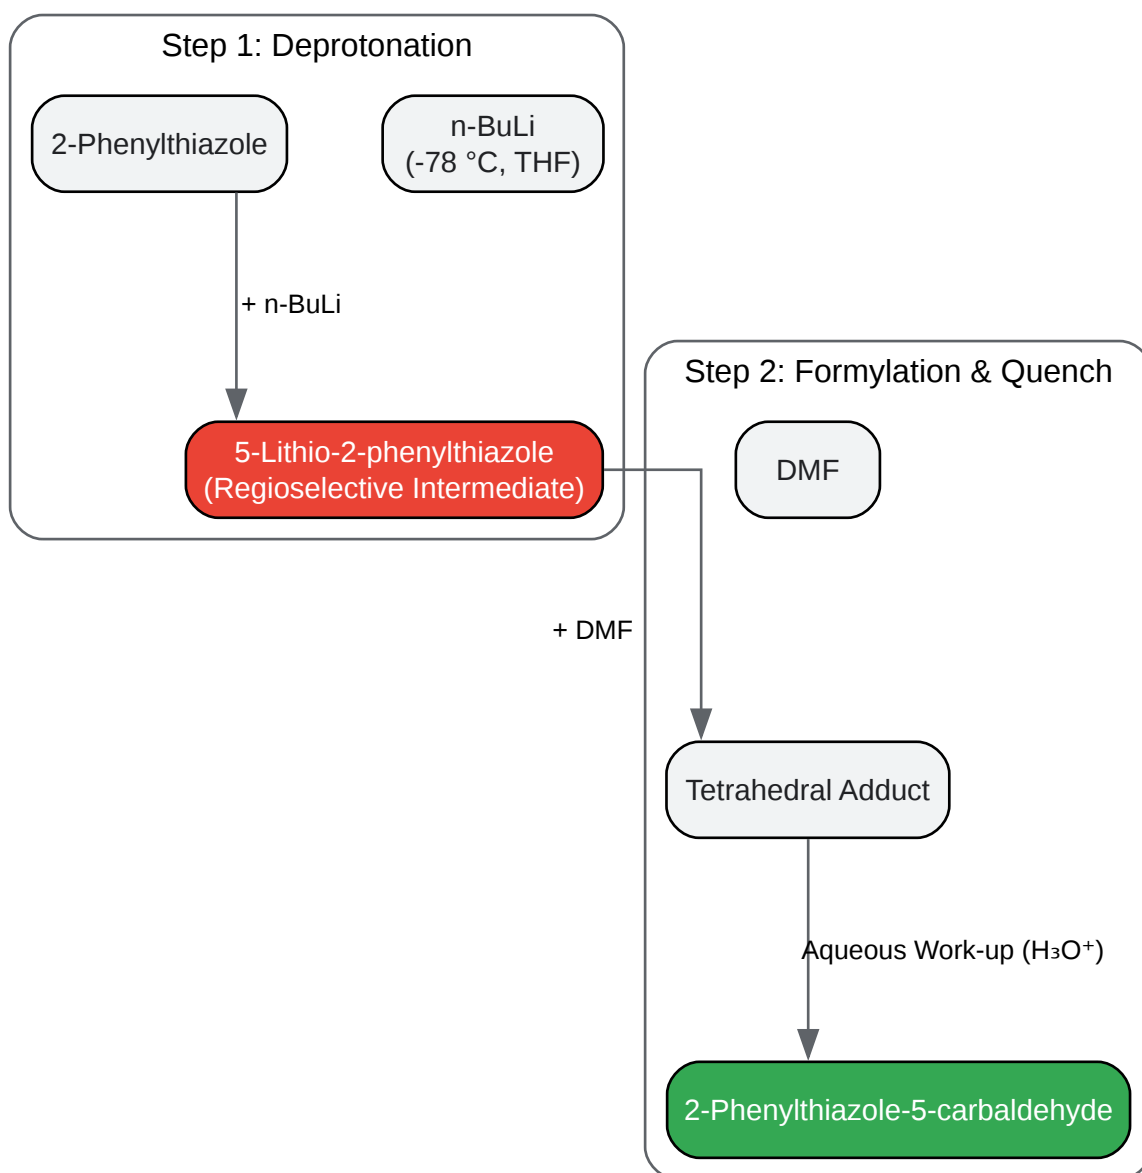 Step 1: Deprotonation
2-Phenylthiazole
n-BuLi
(-78 °C, THF)
+ n-BuLi
5-Lithio-2-phenylthiazole
(Regioselective Intermediate)
Step 2: Formylation & Quench
DMF
+ DMF
Tetrahedral Adduct
Aqueous Work-up (H₃O⁺)
2-Phenylthiazole-5-carbaldehyde